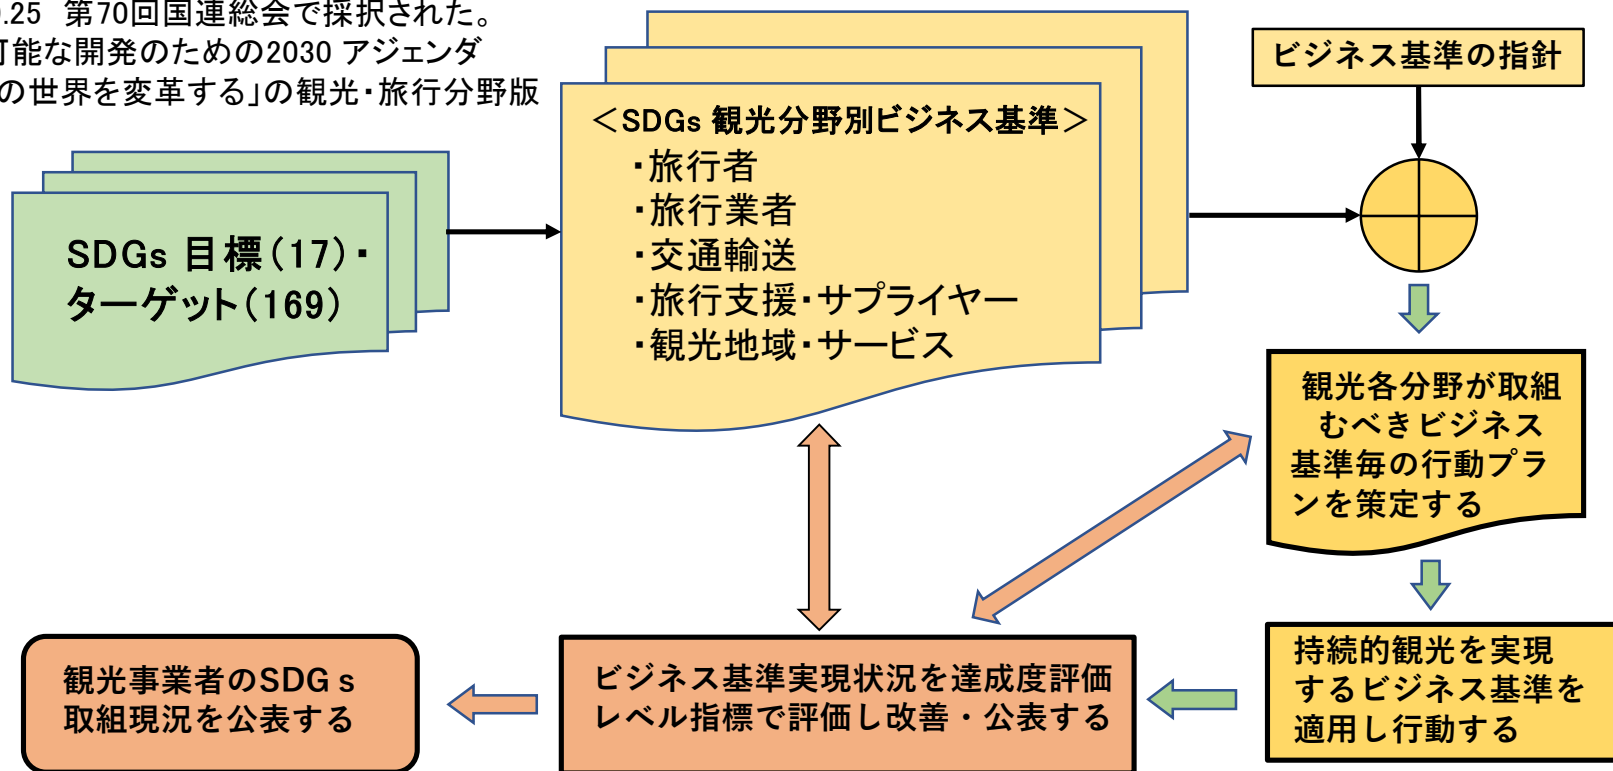 .25 第70回国連総会で採択された。
可能な開発のための2030 アジェンダ
の世界を変革する」の観光・旅行分野版
ビジネス基準の指針
<SDGs 観光分野別ビジネス基準>
・旅行者
・旅行業者
・交通輸送
・旅行支援・サプライヤー
・観光地域・サービス
SDGs 目標(17)・
ターゲット(169)
観光各分野が取組
むべきビジネス
基準毎の行動プラ
ンを策定する
持続的観光を実現
するビジネス基準を
適用し行動する
ビジネス基準実現状況を達成度評価
レベル指標で評価し改善・公表する
観光事業者のSDGs
取組現況を公表する